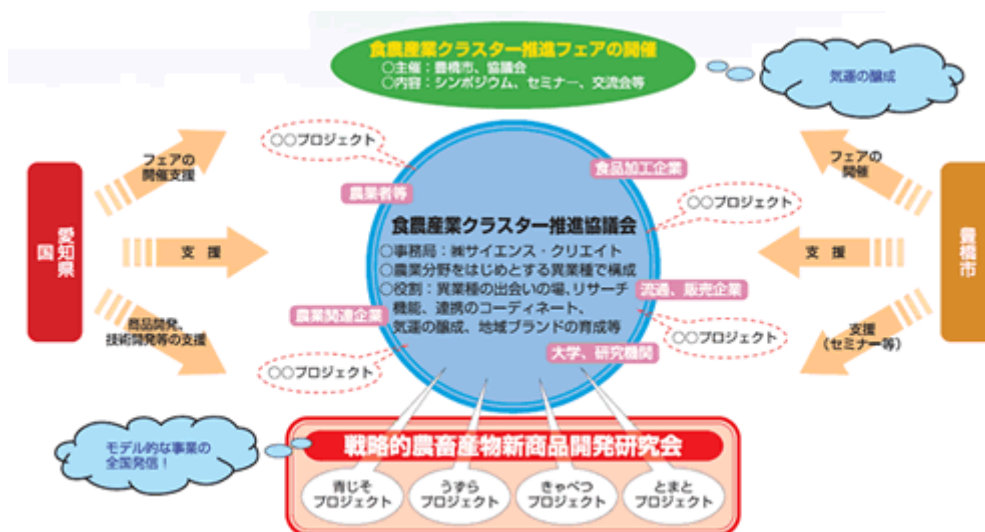 食農産業クラスター推進フェアの開催
○主催：豊橋市、協議会
○内容：シンポジウム、セミナー、交流会等
気運の醸成
フェアの
開催支援
支援
商品開発、
技術開発等の支援
愛知県
国
○○プロジェクト
農業者等
食品加工企業
○○プロジェクト
食農産業クラスター推進協議会
○事務局：㈱サイエンス・クリエイト
○農業分野をはじめとする異業種で構成
○役割：異業種の出会いの場、リサーチ
機能、連携のコーディネート、
気運の醸成、地域ブランドの育成等
農業関連企業
流通、販売企業
○○プロジェクト
大学、研究機関
○○プロジェクト
フェアの
開催
支援
支援
（セミナー等）
豊橋市
モデル的な事業の
全国発信！
戦略的農畜産物新商品開発研究会
青じそ
プロジェクト
うずら
プロジェクト
きゃべつ
プロジェクト
とまと
プロジェクト